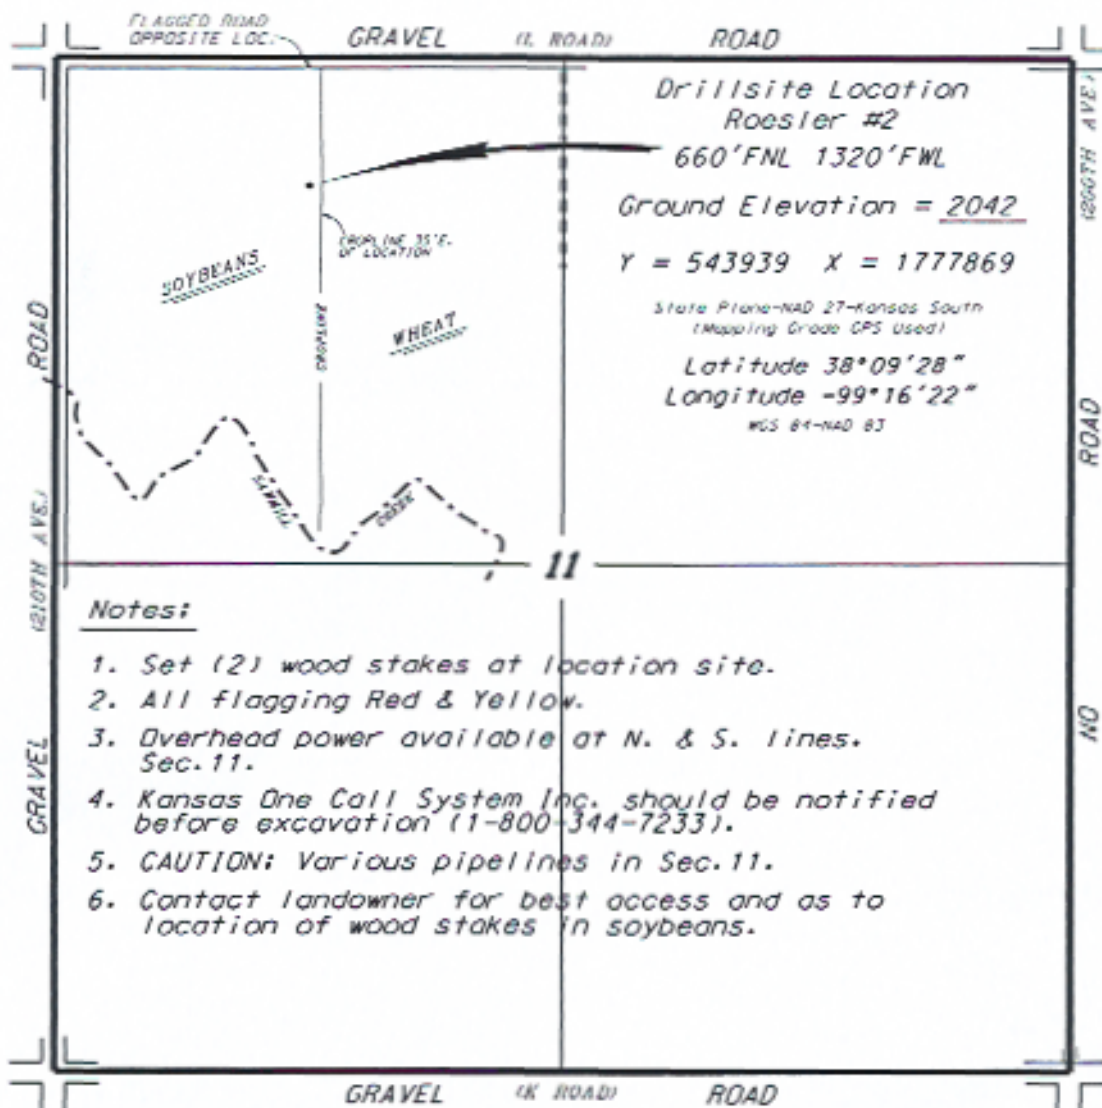 FLAGGED ROAD
OPPOSITE LOC.
GRAVEL (L ROAD) ROAD
Drillsite Location
Roesler #2
660'FNL 1320'FWL
Ground Elevation = 2042
Y = 543939 X = 1777869
State Plane-NAD 27-Kansas South
(Mapping Grade GPS Used)
Latitude 38°09'28"
Longitude -99°16'22"
WGS 84-NAD 83
CROPLINE 35'E.
OF LOCATION
SOYBEANS
CROPLINE
WHEAT
SAWMILL
CREEK
11
GRAVEL (210TH AVE.) ROAD
(200TH AVE.)
NO ROAD
Notes:
1. Set (2) wood stakes at location site.
2. All flagging Red & Yellow.
3. Overhead power available at N. & S. lines.
Sec.11.
4. Kansas One Call System Inc. should be notified
before excavation (1-800-344-7233).
5. CAUTION: Various pipelines in Sec.11.
6. Contact landowner for best access and as to
location of wood stakes in soybeans.
GRAVEL (K ROAD) ROAD